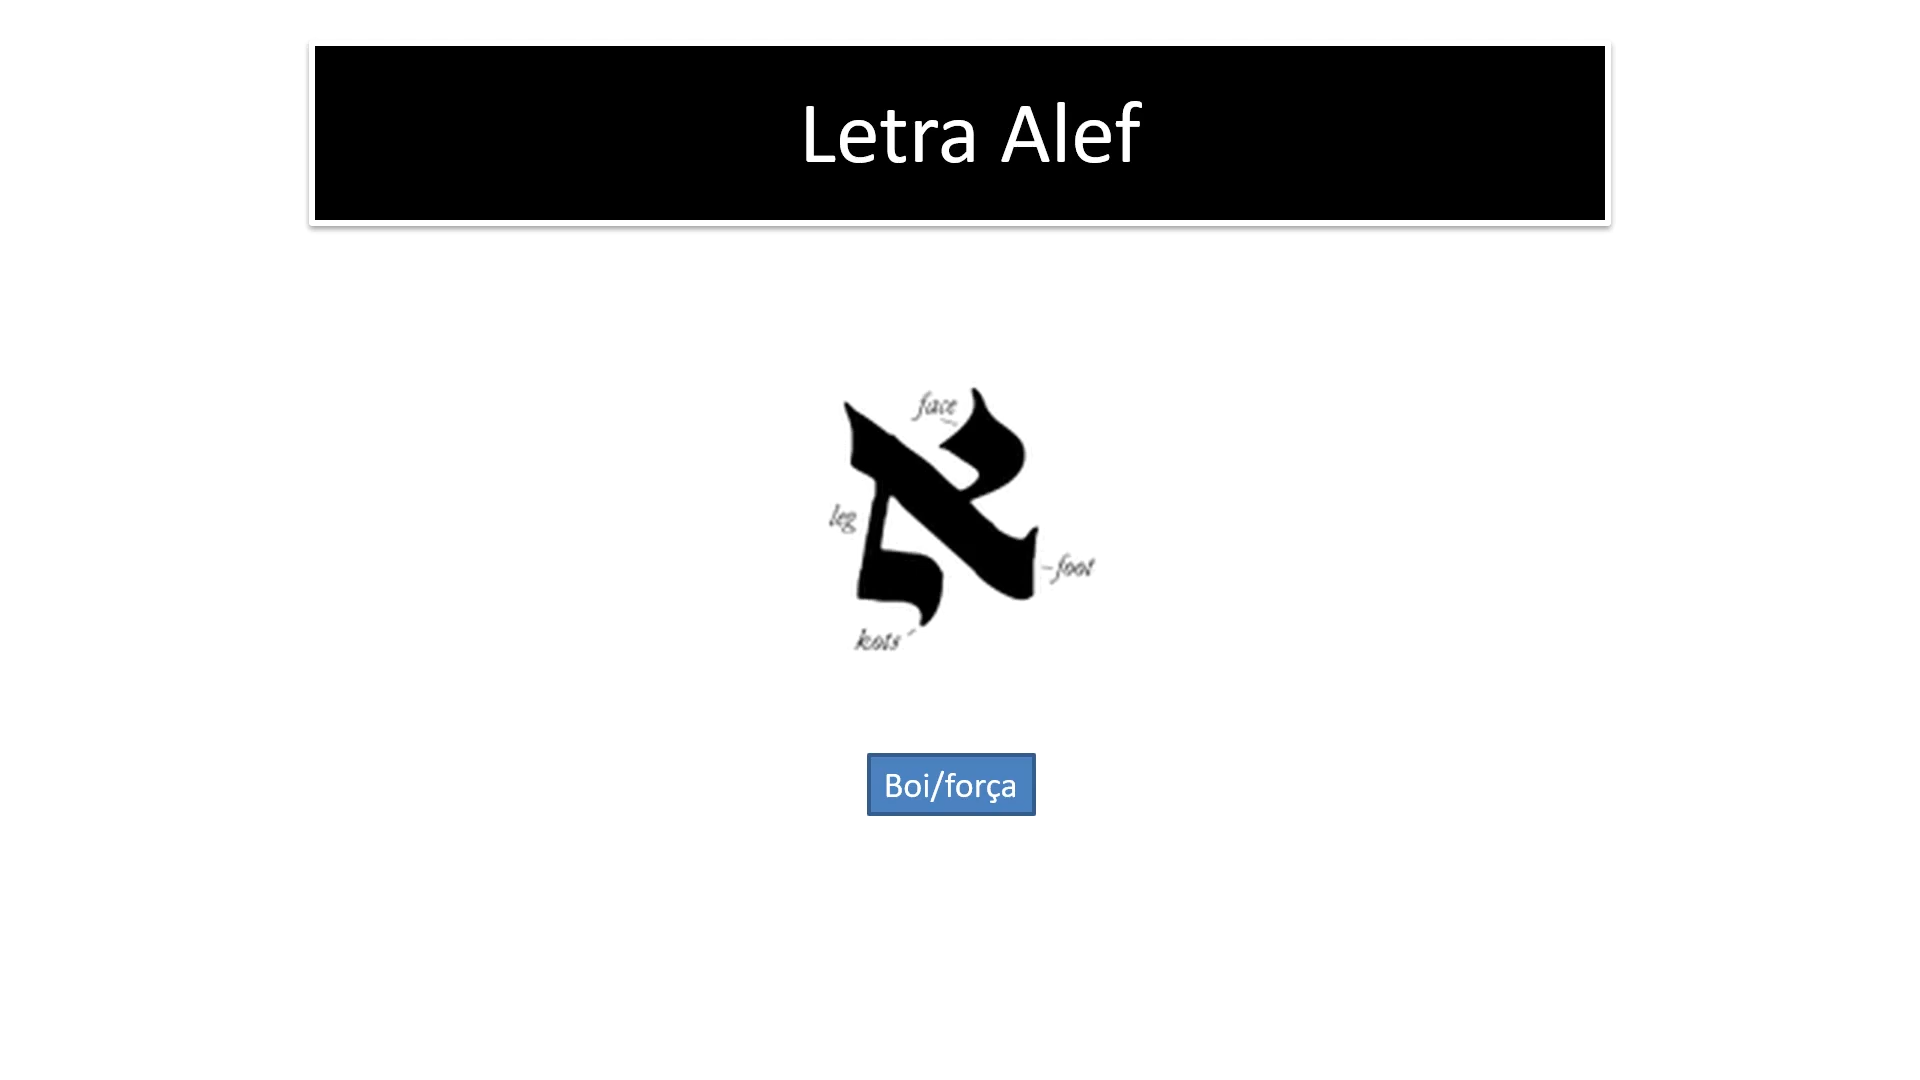 Letra Alef
face
א
leg
foot
kots
Boi/força